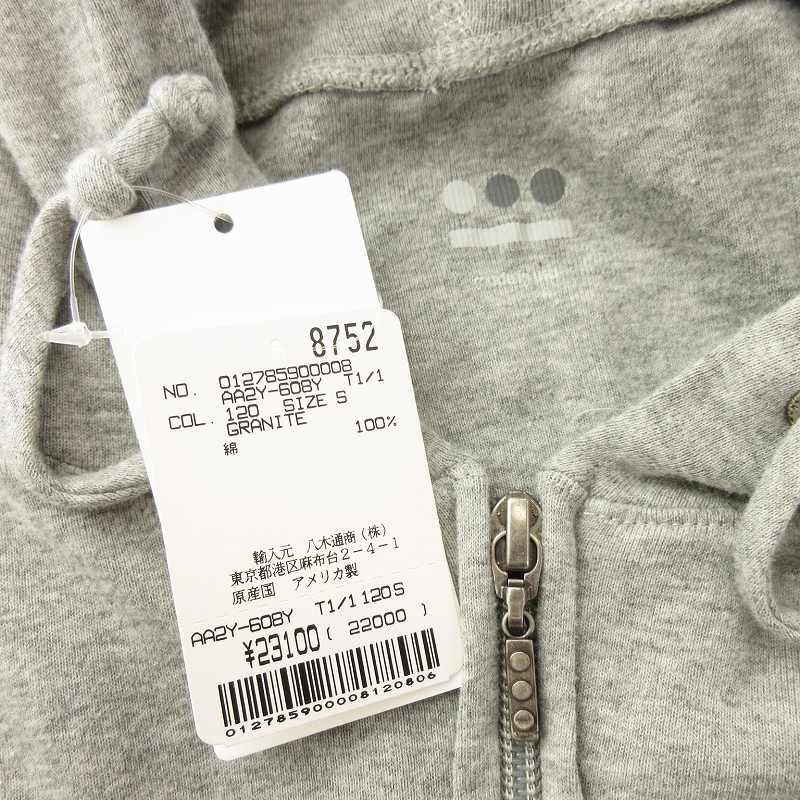 8752
NO. 012785900008
AA2Y-608Y T1/1
COL. 120 SIZE S
GRANITE
綿 100%
輸入元 八木通商(株)
東京都港区麻布台2-4-1
原産国 アメリカ製
AA2Y-608Y T1/1 120 S
¥23100 ( 22000 )
012785900008120806